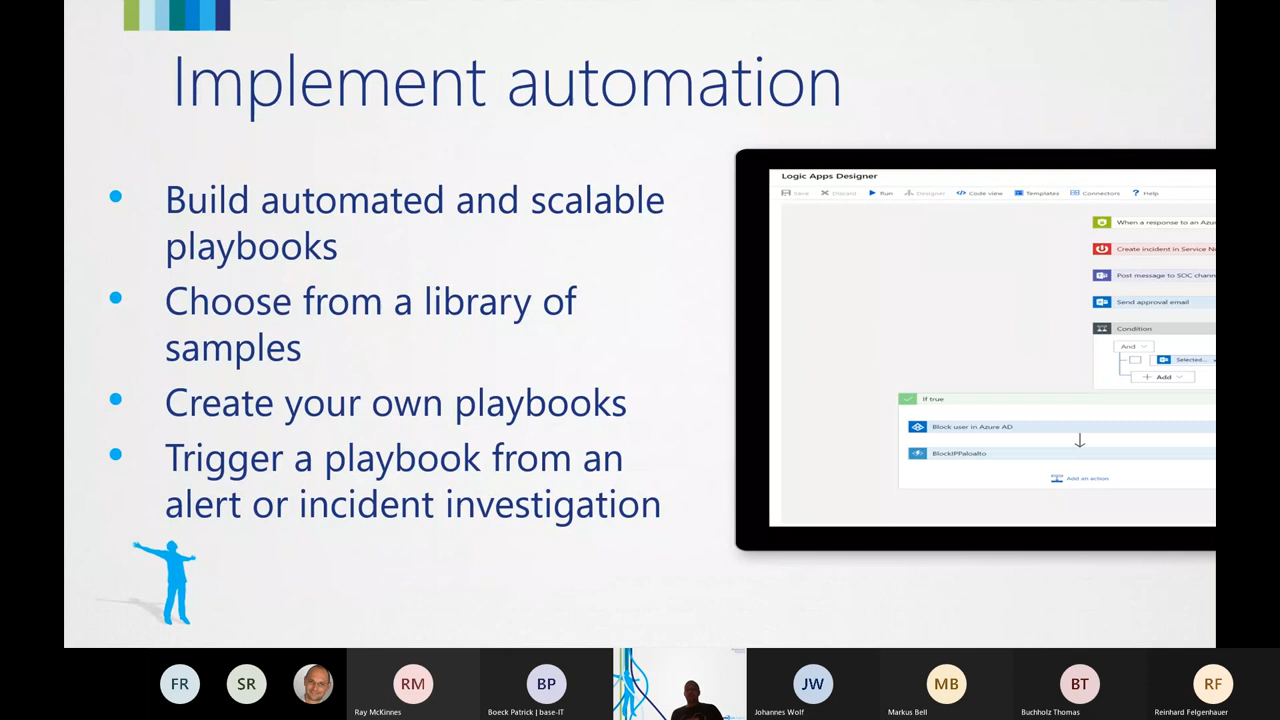 Implement automation
• Build automated and scalable
playbooks
• Choose from a library of
samples
• Create your own playbooks
• Trigger a playbook from an
alert or incident investigation
Logic Apps Designer
Save Discard Run Designer Code view Templates Connectors Help
When a response to an Azu
Create incident in Service N
Post message to SOC chann
Send approval email
Condition
And
Selected...
Add
If true
Block user in Azure AD
BlockIPPaloalto
Add an action
FR SR RM BP JW MB BT RF
Ray McKinnes Boeck Patrick | base-IT Johannes Wolf Markus Bell Buchholz Thomas Reinhard Felgenhauer